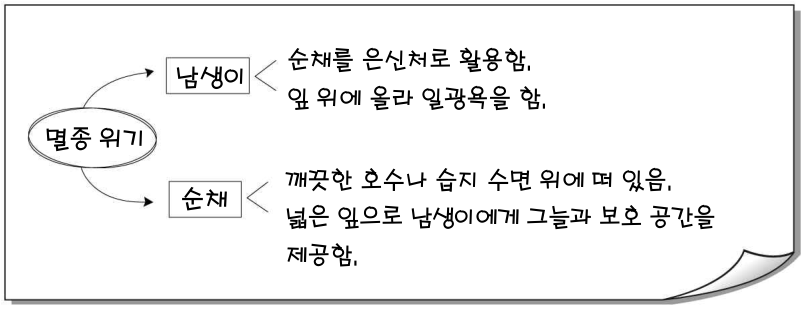 멸종 위기
남생이
순채를 은신처로 활용함.
잎 위에 올라 일광욕을 함.
순채
깨끗한 호수나 습지 수면 위에 떠 있음.
넓은 잎으로 남생이에게 그늘과 보호 공간을
제공함.